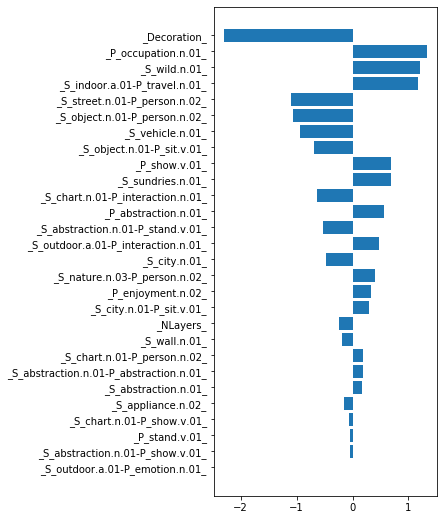 _Decoration_
_P_occupation.n.01_
_S_wild.n.01_
_S_indoor.a.01-P_travel.n.01_
_S_street.n.01-P_person.n.02_
_S_object.n.01-P_person.n.02_
_S_vehicle.n.01_
_S_object.n.01-P_sit.v.01_
_P_show.v.01_
_S_sundries.n.01_
_S_chart.n.01-P_interaction.n.01_
_P_abstraction.n.01_
_S_abstraction.n.01-P_stand.v.01_
_S_outdoor.a.01-P_interaction.n.01_
_S_city.n.01_
_S_nature.n.03-P_person.n.02_
_P_enjoyment.n.02_
_S_city.n.01-P_sit.v.01_
_NLayers_
_S_wall.n.01_
_S_chart.n.01-P_person.n.02_
_S_abstraction.n.01-P_abstraction.n.01_
_S_abstraction.n.01_
_S_appliance.n.02_
_S_chart.n.01-P_show.v.01_
_P_stand.v.01_
_S_abstraction.n.01-P_show.v.01_
_S_outdoor.a.01-P_emotion.n.01_
−2 −1 0 1